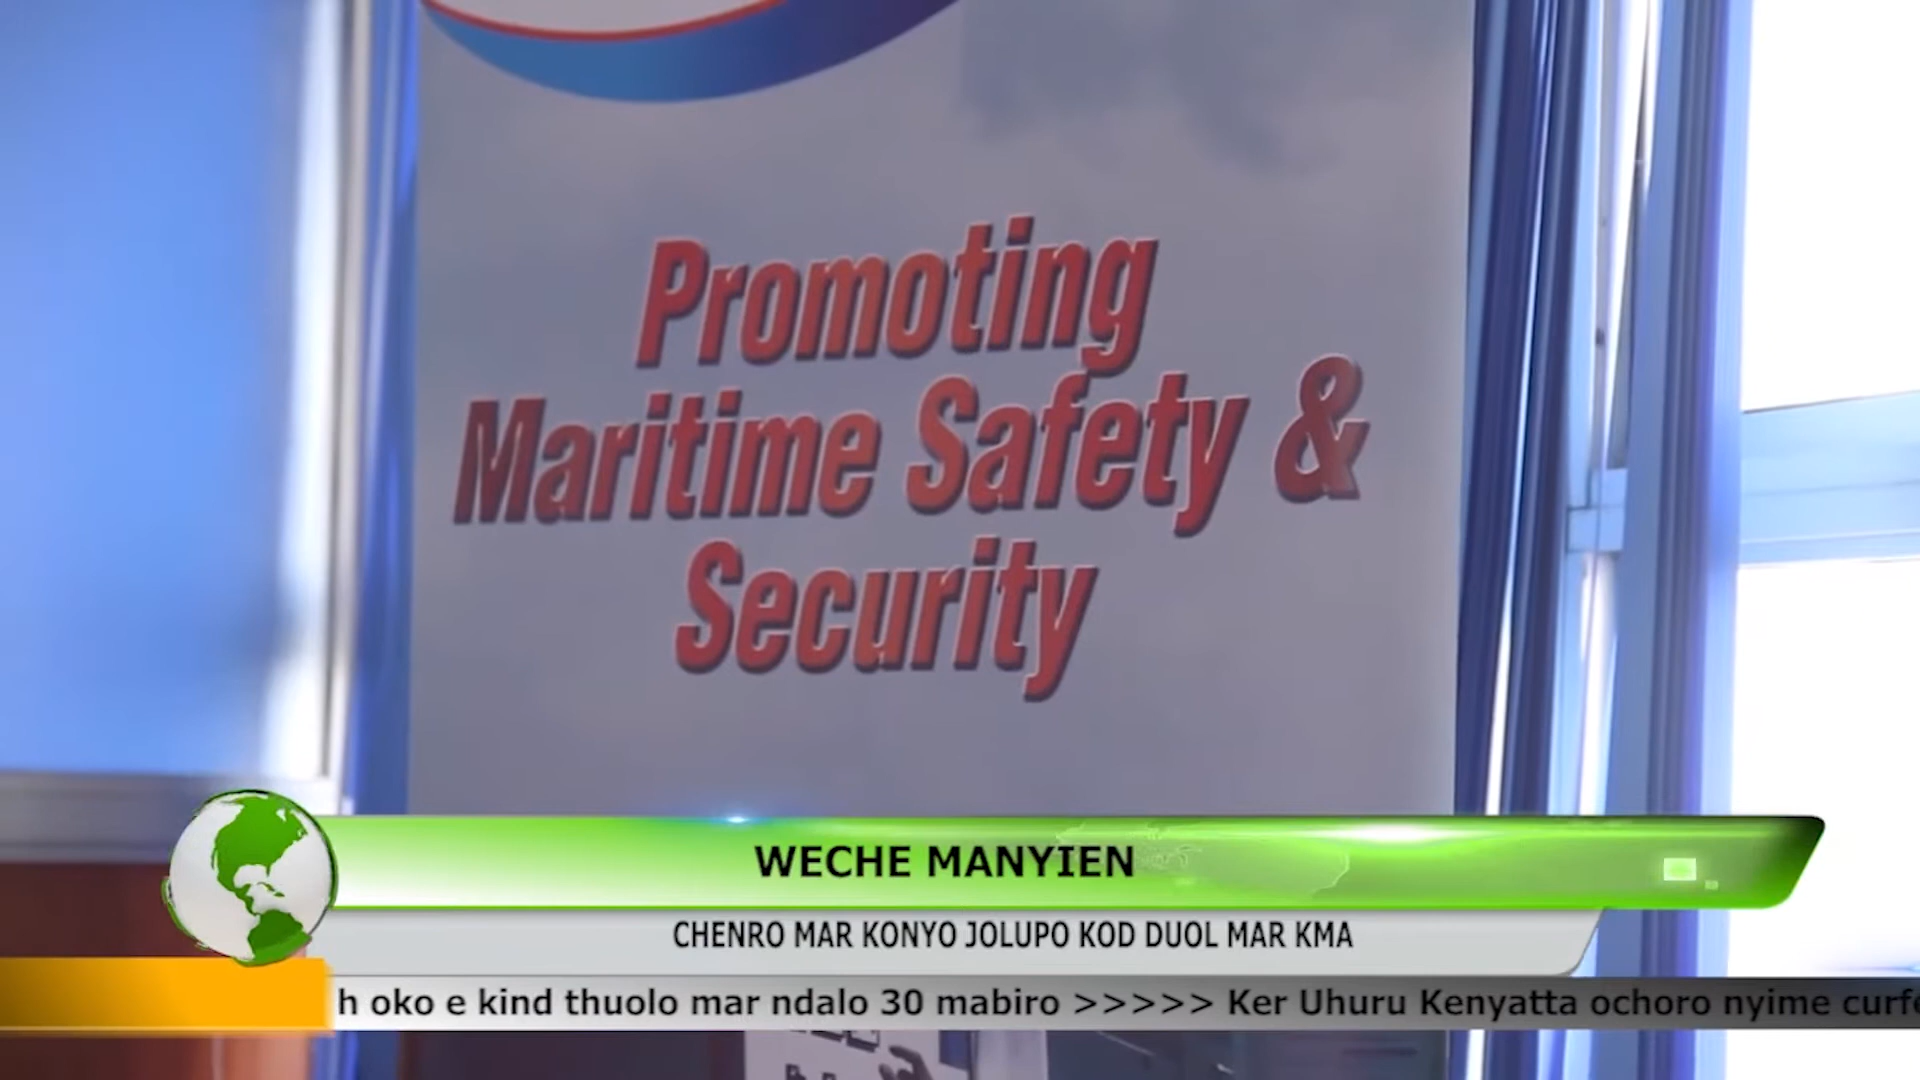 Promoting
Maritime Safety &
Security
WECHE MANYIEN
CHENRO MAR KONYO JOLUPO KOD DUOL MAR KMA
h oko e kind thuolo mar ndalo 30 mabiro >>>>> Ker Uhuru Kenyatta ochoro nyime curfe